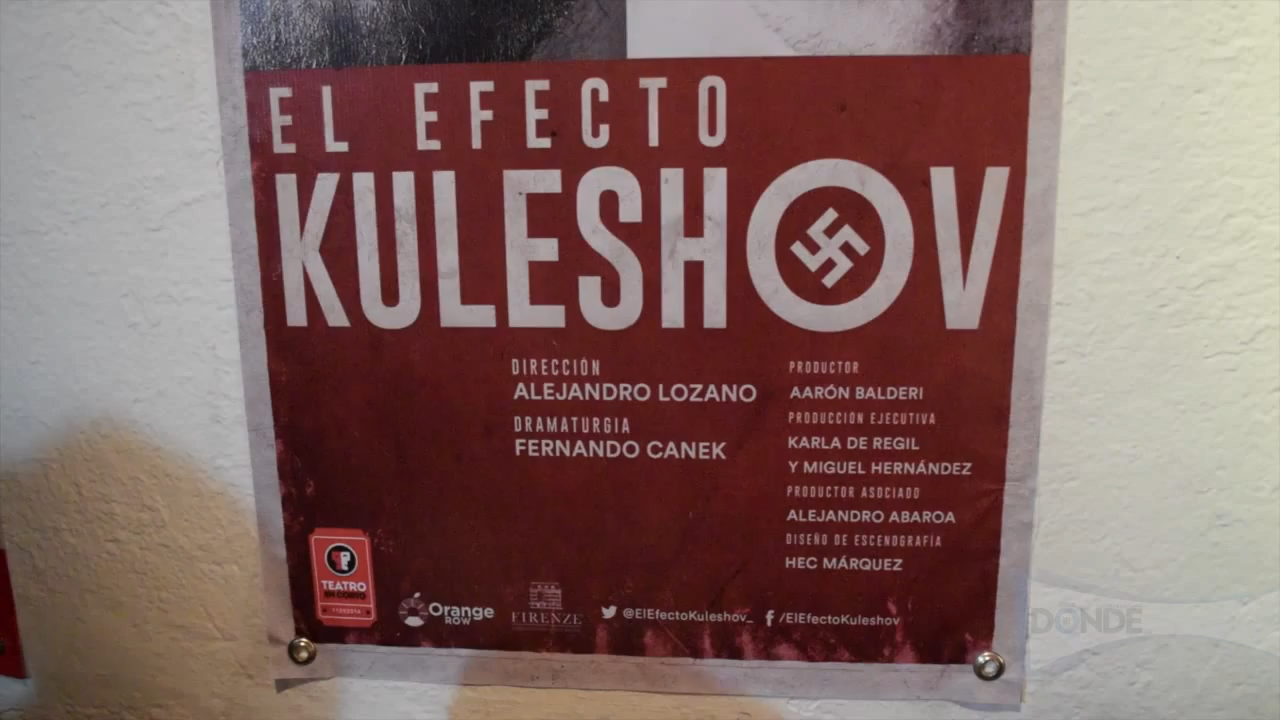 EL EFECTO
KULESHOV
DIRECCIÓN
ALEJANDRO LOZANO
DRAMATURGIA
FERNANDO CANEK
PRODUCTOR
AARÓN BALDERI
PRODUCCIÓN EJECUTIVA
KARLA DE REGIL
Y MIGUEL HERNÁNDEZ
PRODUCTOR ASOCIADO
ALEJANDRO ABAROA
DISEÑO DE ESCENOGRAFÍA
HEC MÁRQUEZ
TEATRO
EN CORTO
Orange
ROW
FIRENZE
@ElEfectoKuleshov_
/ElEfectoKuleshov
DÓNDE